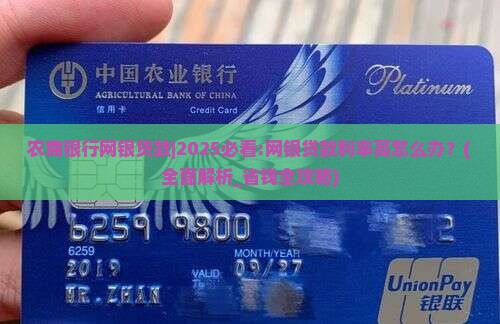 中国农业银行
AGRICULTURAL BANK OF CHINA
信用卡 Credit Card
Platinum
农商银行网银贷款|2025必看:网银贷款利率高怎么办？(
全面解析_省钱全攻略)
6259 9800 2
6259
MONTH/YEAR
2019 VALID 09/27
MR.ZHAN
UnionPay
银联